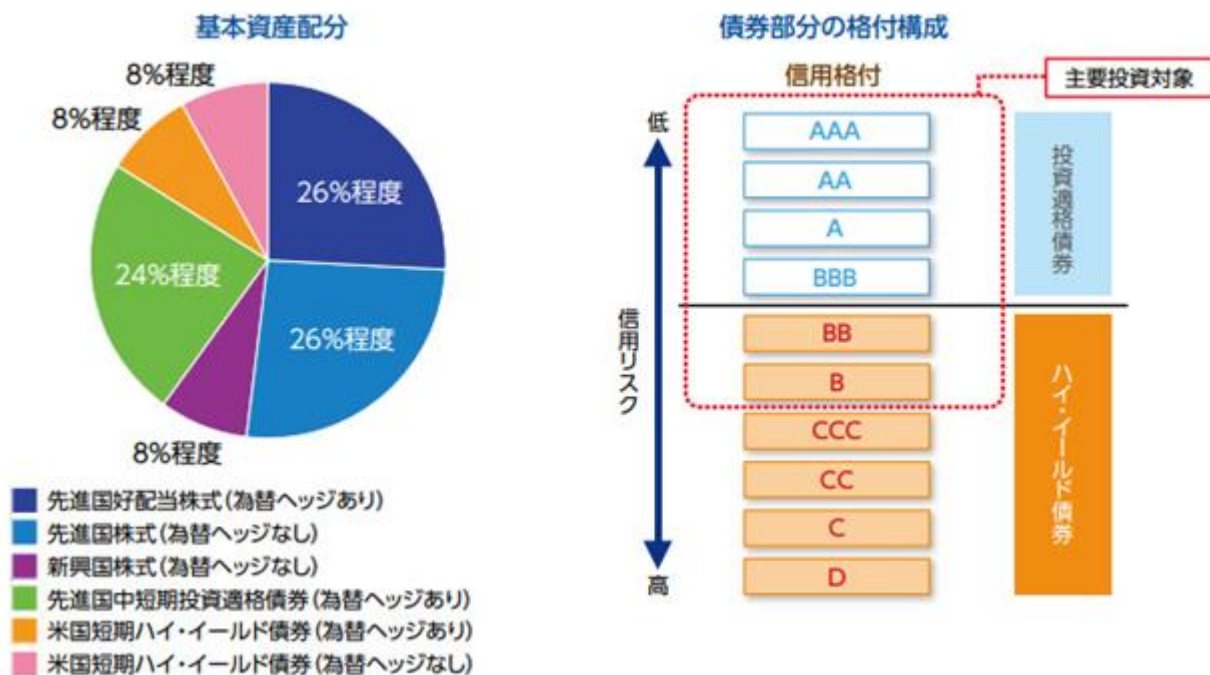 基本資産配分
8%程度
8%程度
26%程度
24%程度
26%程度
8%程度
先進国好配当株式(為替ヘッジあり)
先進国株式(為替ヘッジなし)
新興国株式(為替ヘッジなし)
先進国中短期投資適格債券(為替ヘッジあり)
米国短期ハイ・イールド債券(為替ヘッジあり)
米国短期ハイ・イールド債券(為替ヘッジなし)
債券部分の格付構成
信用格付
主要投資対象
低
信用リスク
高
AAA
AA
A
BBB
BB
B
CCC
CC
C
D
投資適格債券
ハイ・イールド債券